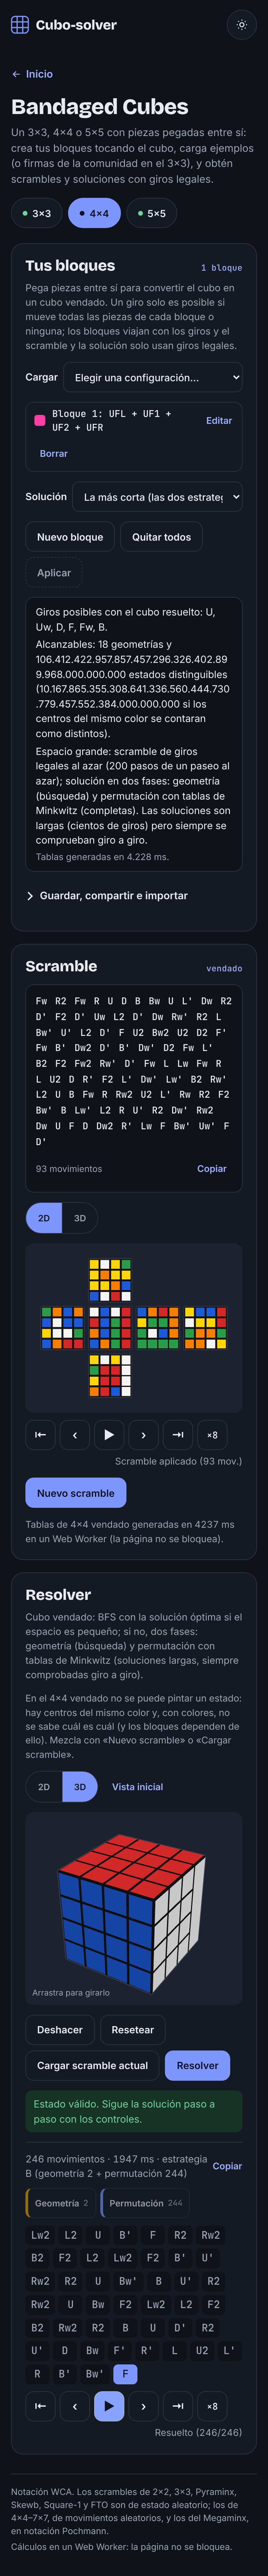 Cubo-solver
← Inicio
Bandaged Cubes
Un 3×3, 4×4 o 5×5 con piezas pegadas entre sí:
crea tus bloques tocando el cubo, carga ejemplos
(o firmas de la comunidad en el 3×3), y obtén
scrambles y soluciones con giros legales.
3×3 4×4 5×5
Tus bloques 1 bloque
Pega piezas entre sí para convertir el cubo en
un cubo vendado. Un giro solo es posible si
mueve todas las piezas de cada bloque o
ninguna; los bloques viajan con los giros y el
scramble y la solución solo usan giros legales.
Cargar Elegir una configuración...
Bloque 1: UFL + UF1 +
UF2 + UFR
Editar
Borrar
Solución La más corta (las dos estrateg
Nuevo bloque Quitar todos
Aplicar
Giros posibles con el cubo resuelto: U,
Uw, D, F, Fw, B.
Alcanzables: 18 geometrías y
106.412.422.957.857.457.296.326.402.89
9.968.000.000.000 estados distinguibles
(10.167.865.355.308.641.336.560.444.730
.779.457.552.384.000.000.000 si los
centros del mismo color se contaran
como distintos).
Espacio grande: scramble de giros
legales al azar (200 pasos de un paseo al
azar); solución en dos fases: geometría
(búsqueda) y permutación con tablas de
Minkwitz (completas). Las soluciones son
largas (cientos de giros) pero siempre se
comprueban giro a giro.
Tablas generadas en 4.228 ms.
Guardar, compartir e importar
Scramble vendado
Fw R2 Fw R U D B Bw U L' Dw R2
D' F2 D' Uw L2 D' Dw Rw' R2 L
Bw' U' L2 D' F U2 Bw2 U2 D2 F'
Fw B' Dw2 D' B' Dw' D2 Fw L'
B2 F2 Fw2 Rw' D' Fw L Lw Fw R
L U2 D R' F2 L' Dw' Lw' B2 Rw'
L2 U B Fw R Rw2 U2 L' Rw R2 F2
Bw' B Lw' L2 R U' R2 Dw' Rw2
Dw U F D Dw2 R' Lw F Bw' Uw' F
D'
93 movimientos Copiar
2D 3D
×8
Scramble aplicado (93 mov.)
Nuevo scramble
Tablas de 4×4 vendado generadas en 4237 ms
en un Web Worker (la página no se bloquea).
Resolver
Cubo vendado: BFS con la solución óptima si el
espacio es pequeño; si no, dos fases:
geometría (búsqueda) y permutación con
tablas de Minkwitz (soluciones largas, siempre
comprobadas giro a giro).
En el 4×4 vendado no se puede pintar un estado:
hay centros del mismo color y, con colores, no
se sabe cuál es cuál (y los bloques dependen de
ello). Mezcla con «Nuevo scramble» o «Cargar
scramble».
2D 3D Vista inicial
Arrastra para girarlo
Deshacer Resetear
Cargar scramble actual Resolver
Estado válido. Sigue la solución paso a
paso con los controles.
246 movimientos · 1947 ms · estrategia
B (geometría 2 + permutación 244)
Copiar
Geometría 2 Permutación 244
Lw2 L2 U B' F R2 Rw2
B2 F2 L2 Lw2 F2 B' U'
Rw2 R2 U Bw' B U' R2
Rw2 U Bw F2 Lw2 L2 F2
B2 Rw2 R2 B U D' R2
U' D Bw F' R' L U2 L'
R B' Bw' F
×8
Resuelto (246/246)
Notación WCA. Los scrambles de 2×2, 3×3, Pyraminx,
Skewb, Square-1 y FTO son de estado aleatorio; los de
4×4–7×7, de movimientos aleatorios, y los del Megaminx,
en notación Pochmann.
Cálculos en un Web Worker: la página no se bloquea.